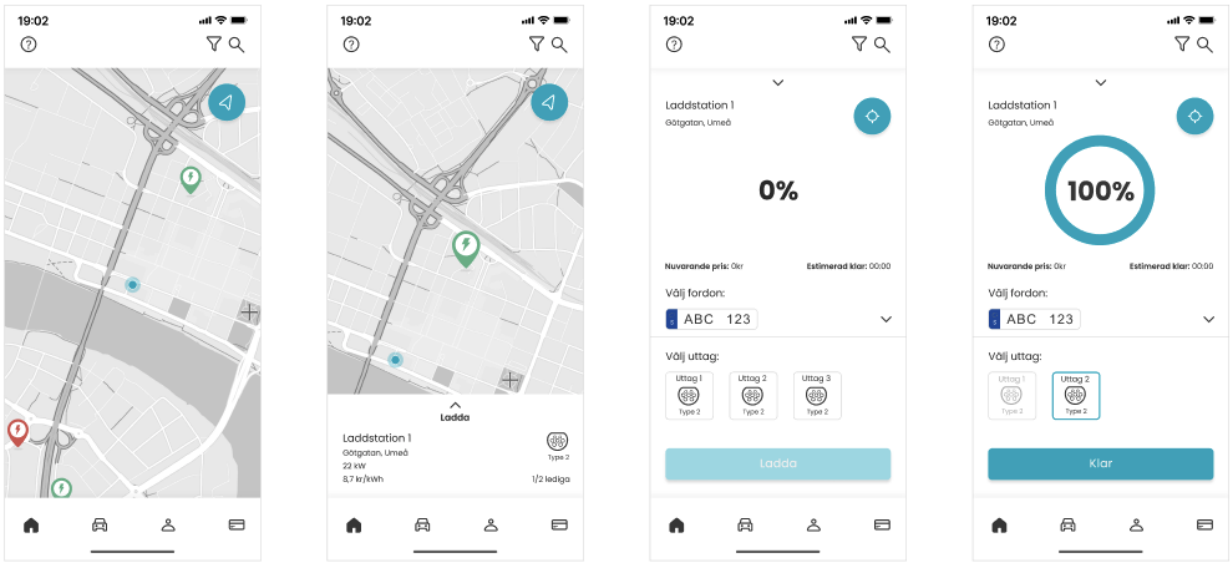 19:02
19:02
Ladda
Laddstation 1
Götgatan, Umeå
22 kW
8,7 kr/kWh
Type 2
1/2 lediga
19:02
Laddstation 1
Götgatan, Umeå
0%
Nuvarande pris: 0kr Estimerad klar: 00:00
Välj fordon:
S ABC 123
Välj uttag:
Uttag 1 Uttag 2 Uttag 3
Type 2 Type 2 Type 2
Ladda
19:02
Laddstation 1
Götgatan, Umeå
100%
Nuvarande pris: 0kr Estimerad klar: 00:00
Välj fordon:
S ABC 123
Välj uttag:
Uttag 1 Uttag 2
Type 2 Type 2
Klar